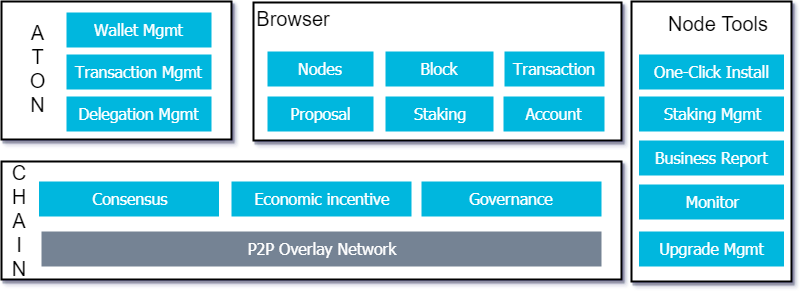 ATON
Wallet Mgmt
Transaction Mgmt
Delegation Mgmt
Browser
Nodes Block Transaction
Proposal Staking Account
Node Tools
One-Click Install
Staking Mgmt
Business Report
Monitor
Upgrade Mgmt
CHAIN
Consensus Economic incentive Governance
P2P Overlay Network